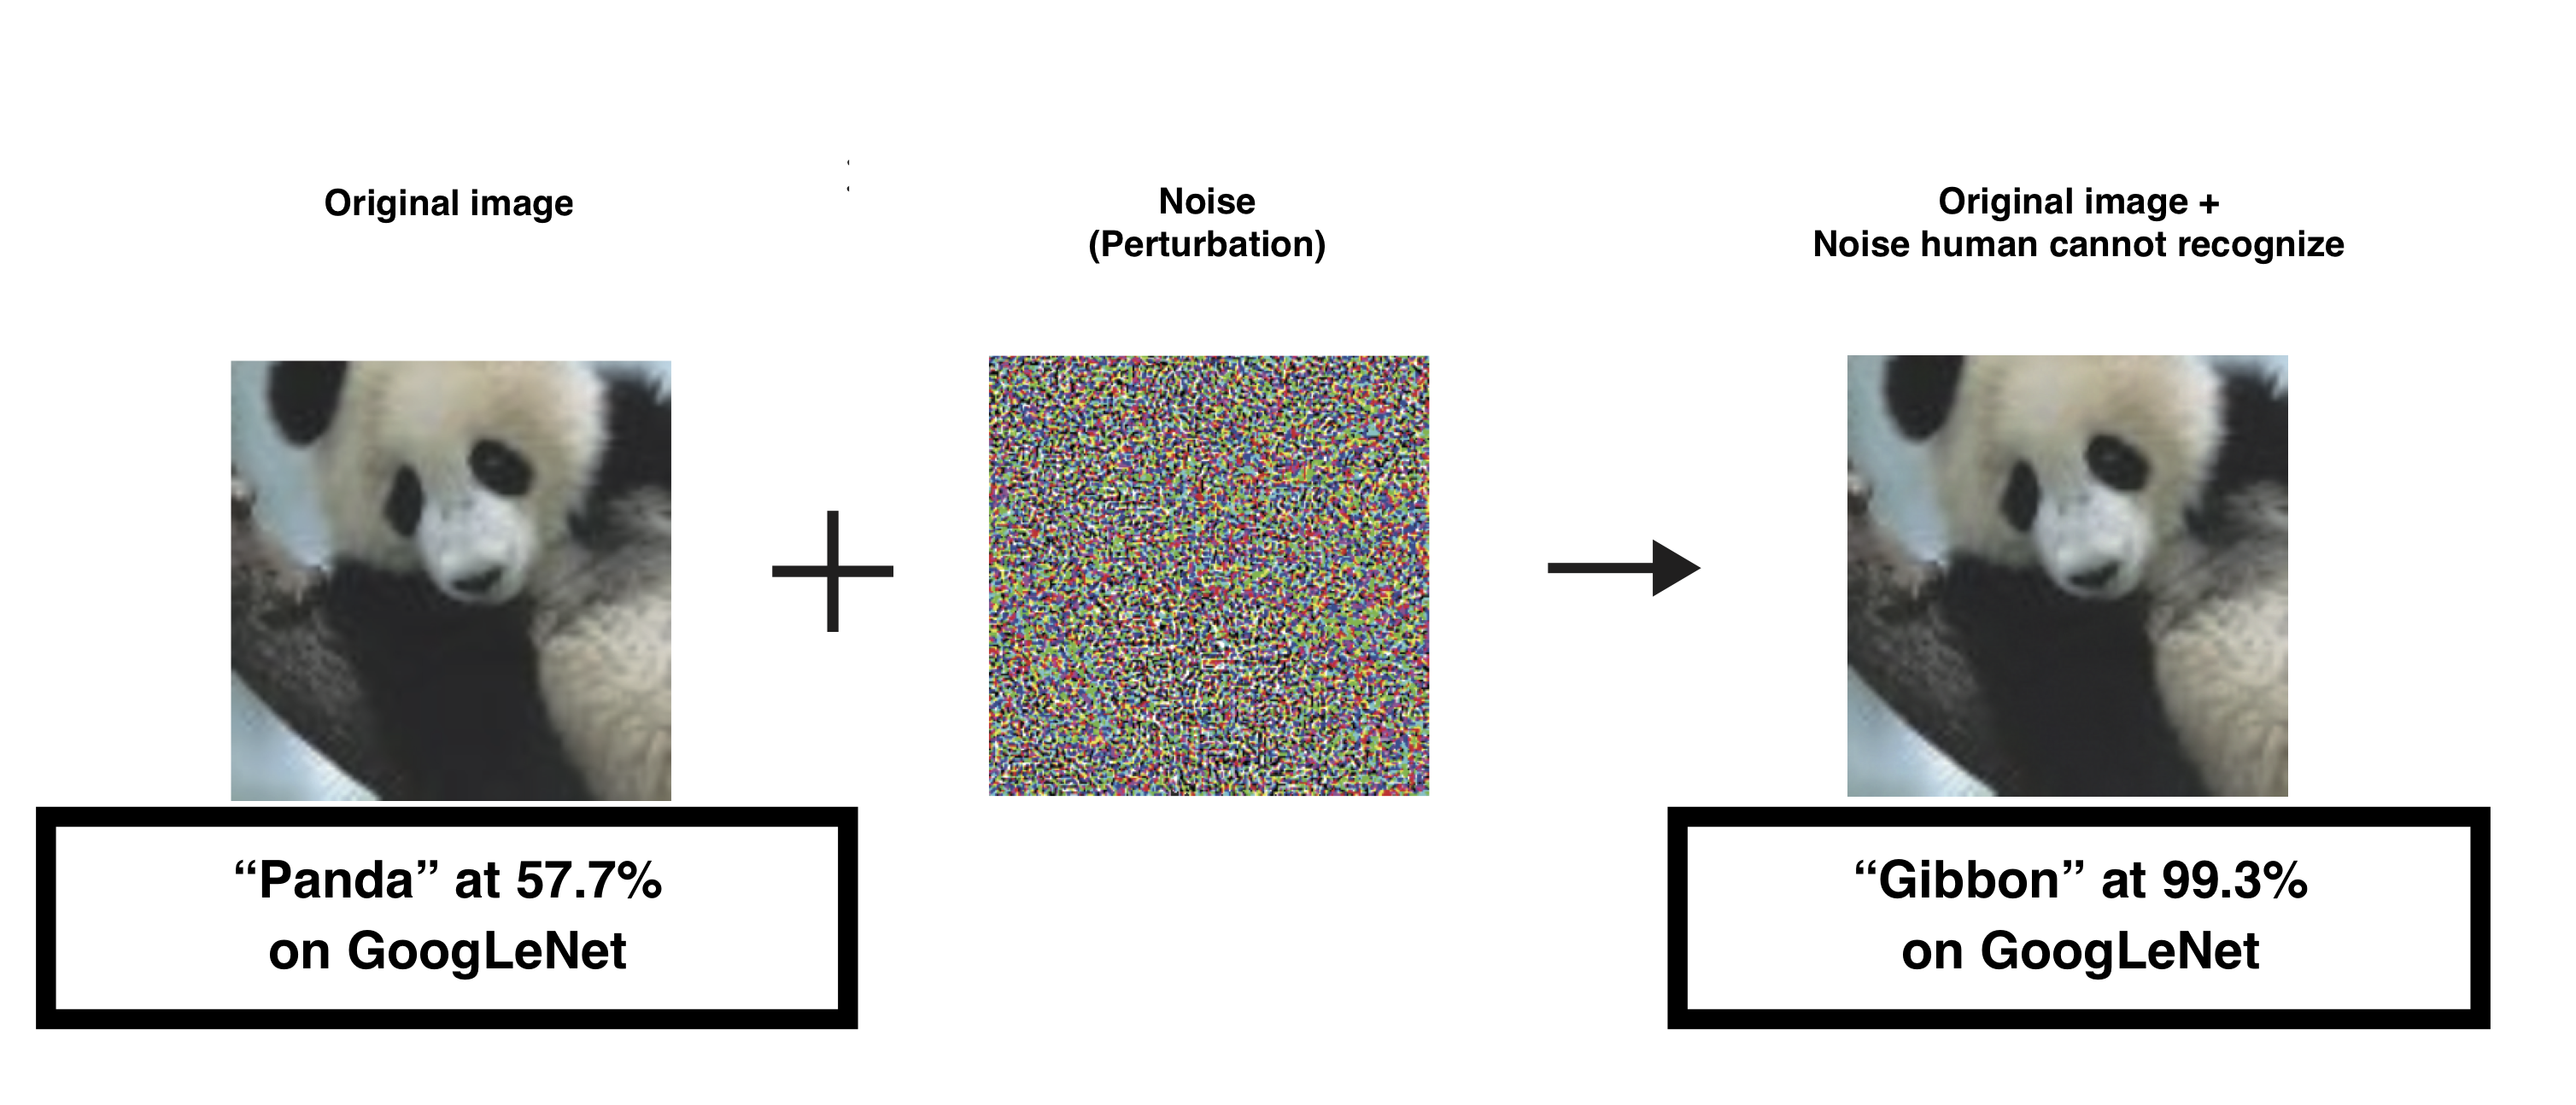 Original image
Noise
(Perturbation)
Original image +
Noise human cannot recognize
“Panda” at 57.7%
on GoogLeNet
“Gibbon” at 99.3%
on GoogLeNet